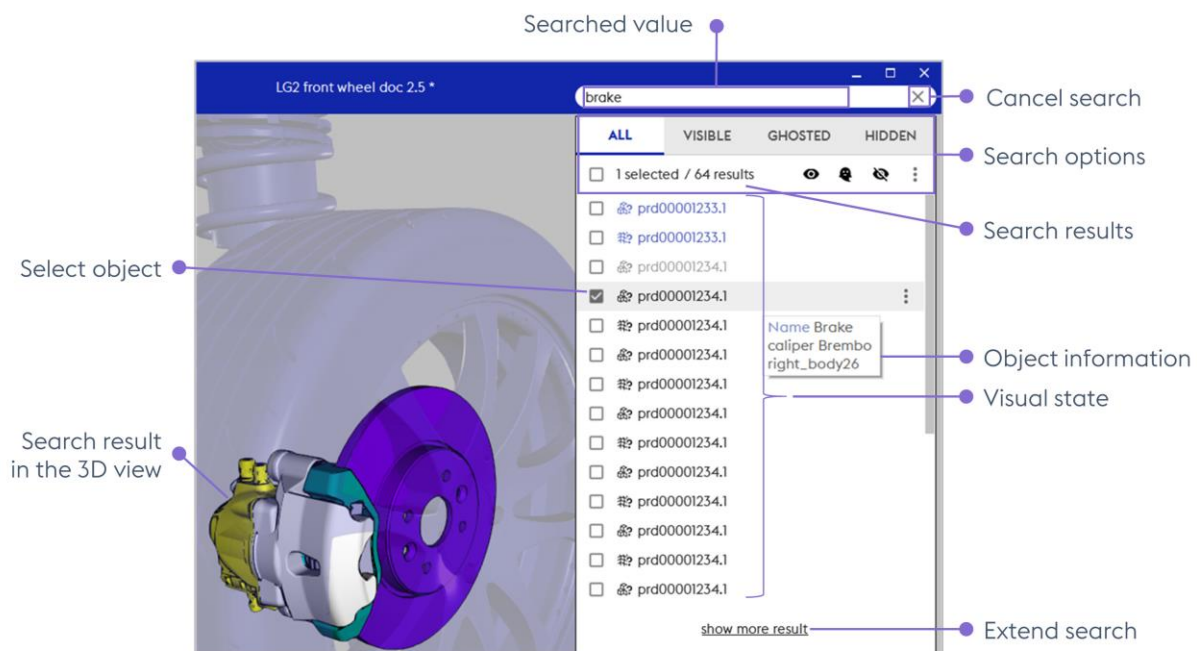 Searched value
LG2 front wheel doc 2.5 *
brake
Cancel search
ALL VISIBLE GHOSTED HIDDEN
Search options
1 selected / 64 results
prd00001233.1
Search results
prd00001233.1
prd00001234.1
Select object
prd00001234.1
prd00001234.1
Name Brake
caliper Brembo
right_body26
prd00001234.1
Object information
prd00001234.1
Visual state
prd00001234.1
Search result
in the 3D view
prd00001234.1
prd00001234.1
prd00001234.1
prd00001234.1
prd00001234.1
prd00001234.1
show more result
Extend search